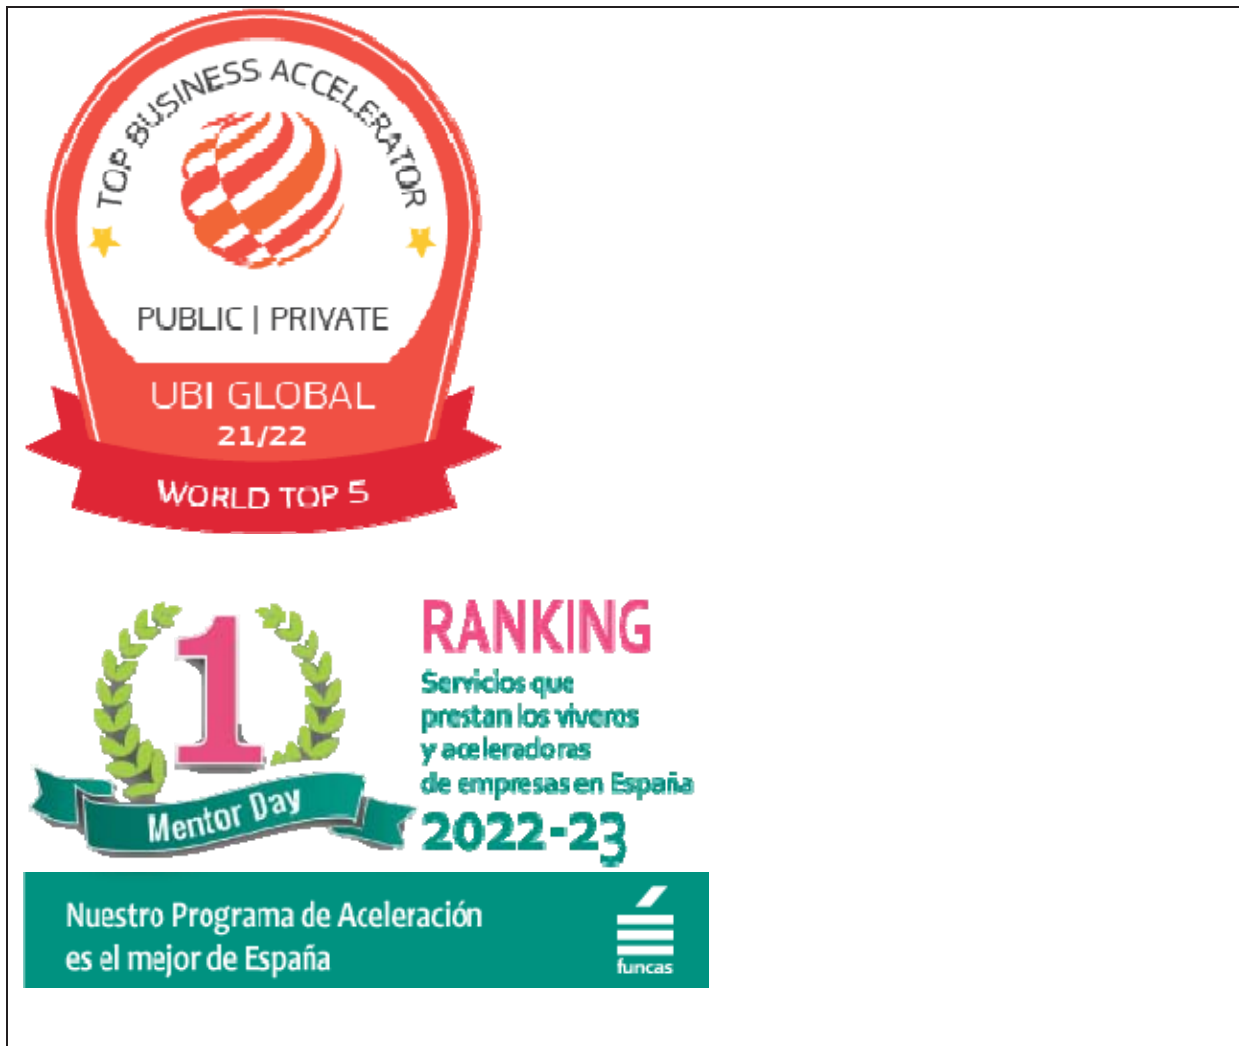 TOP BUSINESS ACCELERATOR
PUBLIC | PRIVATE
UBI GLOBAL
21/22
WORLD TOP 5
1
Mentor Day
RANKING
Servicios que
prestan los viveros
y aceleradoras
de empresas en España
2022-23
Nuestro Programa de Aceleración
es el mejor de España
funcas